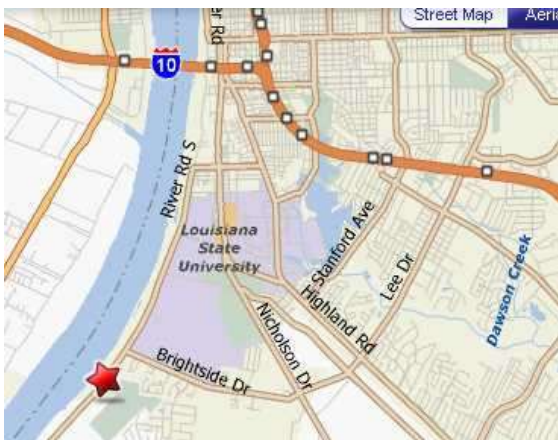 Street Map
Aeria
er Rd
10
River Rd S
Louisiana
State
University
Stanford Ave
Lee Dr
Highland Rd
Dawson Creek
Nicholson Dr
Brightside Dr